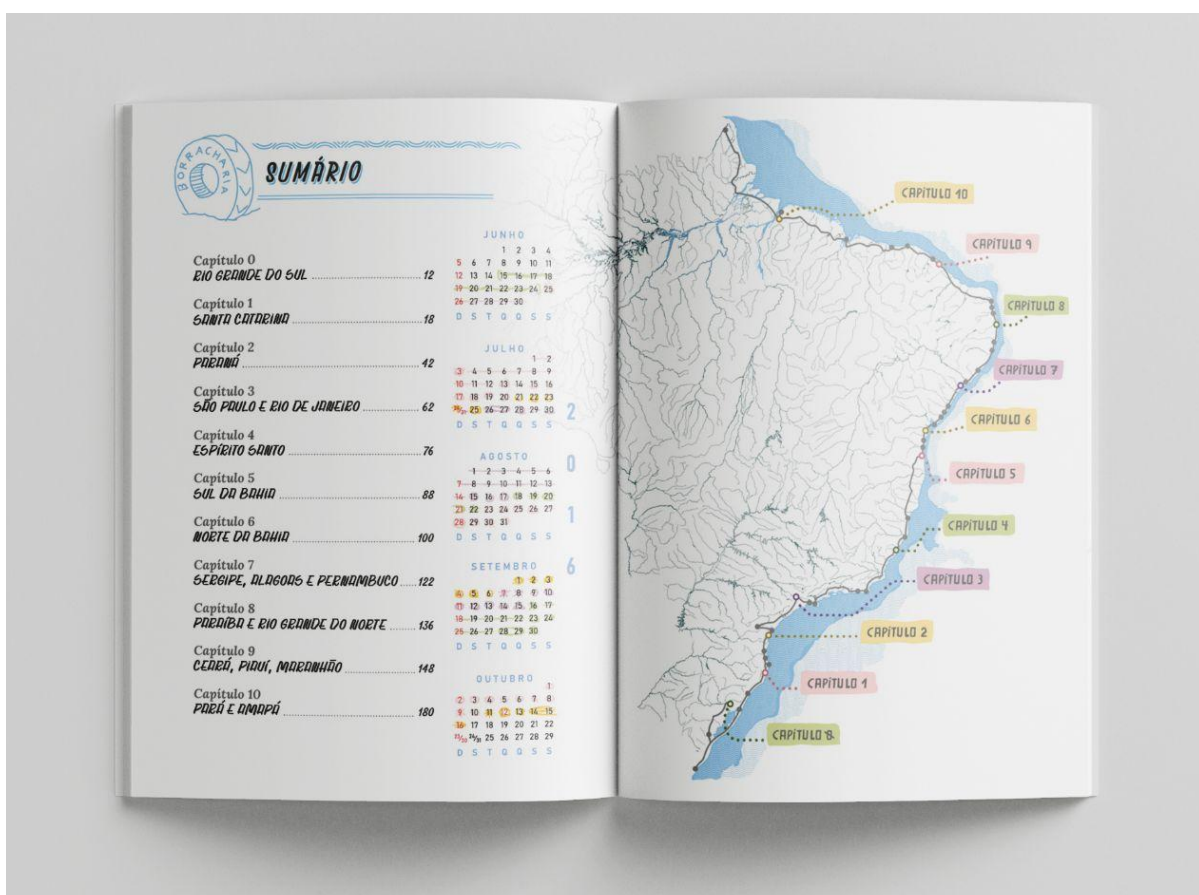 BORRACHARIA
SUMÁRIO
Capítulo 0
RIO GRANDE DO SUL 12
Capítulo 1
SANTA CATARINA 18
Capítulo 2
PARANÁ 42
Capítulo 3
SÃO PAULO E RIO DE JANEIRO 62
Capítulo 4
ESPÍRITO SANTO 76
Capítulo 5
SUL DA BAHIA 88
Capítulo 6
NORTE DA BAHIA 100
Capítulo 7
SERGIPE, ALAGOAS E PERNAMBUCO 122
Capítulo 8
PARAÍBA E RIO GRANDE DO NORTE 136
Capítulo 9
CEARÁ, PIAUÍ, MARANHÃO 148
Capítulo 10
PARÁ E AMAPÁ 180
JUNHO
1 2 3 4
5 6 7 8 9 10 11
12 13 14 15 16 17 18
19 20 21 22 23 24 25
26 27 28 29 30
D S T Q Q S S
JULHO
1 2
3 4 5 6 7 8 9
10 11 12 13 14 15 16
17 18 19 20 21 22 23
24/31 25 26 27 28 29 30
D S T Q Q S S
AGOSTO
1 2 3 4 5 6
7 8 9 10 11 12 13
14 15 16 17 18 19 20
21 22 23 24 25 26 27
28 29 30 31
D S T Q Q S S
SETEMBRO
1 2 3
4 5 6 7 8 9 10
11 12 13 14 15 16 17
18 19 20 21 22 23 24
25 26 27 28 29 30
D S T Q Q S S
OUTUBRO
1
2 3 4 5 6 7 8
9 10 11 12 13 14 15
16 17 18 19 20 21 22
23/30 24/31 25 26 27 28 29
D S T Q Q S S
2
0
1
6
CAPÍTULO 10
CAPÍTULO 9
CAPÍTULO 8
CAPÍTULO 7
CAPÍTULO 6
CAPÍTULO 5
CAPÍTULO 4
CAPÍTULO 3
CAPÍTULO 2
CAPÍTULO 1
CAPÍTULO 0